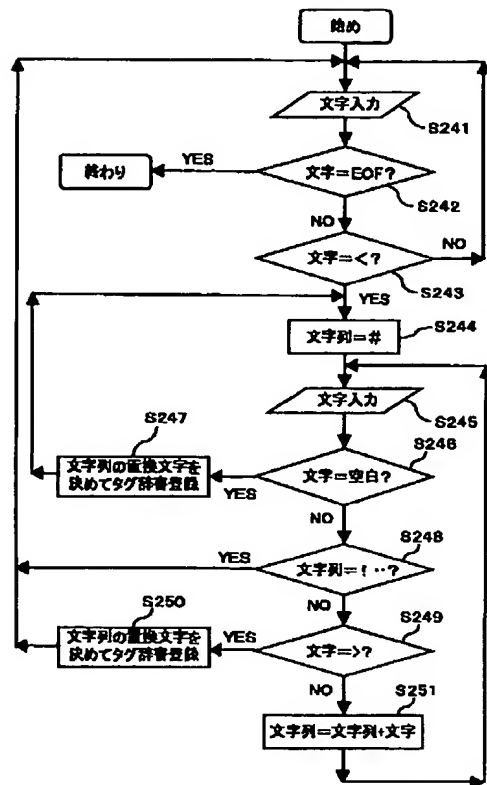 始め
文字入力
S241
文字=EOF?
YES
終わり
S242
NO
文字=<?
NO
S243
YES
文字列=#
S244
文字入力
S245
S246
S247
文字列の置換文字を
決めてタグ辞書登録
YES
文字=空白?
NO
S248
YES
文字列=!‥?
NO
S249
S250
文字列の置換文字を
決めてタグ辞書登録
YES
文字=>?
NO
S251
文字列=文字列+文字